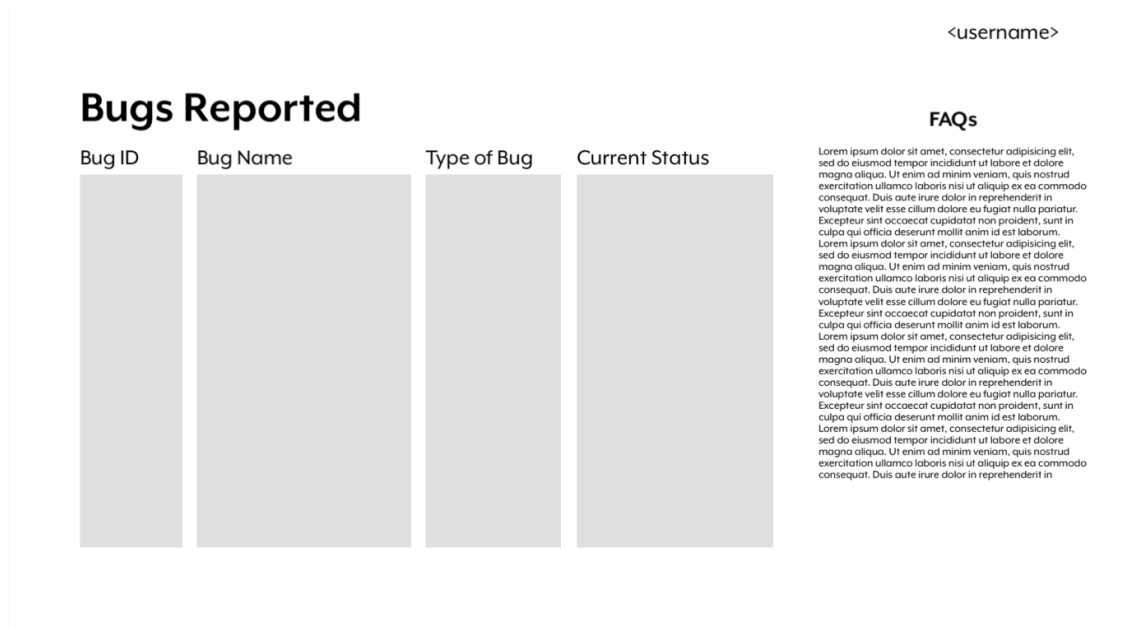 <username>
Bugs Reported
FAQs
Bug ID
Bug Name
Type of Bug
Current Status
Lorem ipsum dolor sit amet, consectetur adipisicing elit,
sed do eiusmod tempor incididunt ut labore et dolore
magna aliqua. Ut enim ad minim veniam, quis nostrud
exercitation ullamco laboris nisi ut aliquip ex ea commodo
consequat. Duis aute irure dolor in reprehenderit in
voluptate velit esse cillum dolore eu fugiat nulla pariatur.
Excepteur sint occaecat cupidatat non proident, sunt in
culpa qui officia deserunt mollit anim id est laborum.
Lorem ipsum dolor sit amet, consectetur adipisicing elit,
sed do eiusmod tempor incididunt ut labore et dolore
magna aliqua. Ut enim ad minim veniam, quis nostrud
exercitation ullamco laboris nisi ut aliquip ex ea commodo
consequat. Duis aute irure dolor in reprehenderit in
voluptate velit esse cillum dolore eu fugiat nulla pariatur.
Excepteur sint occaecat cupidatat non proident, sunt in
culpa qui officia deserunt mollit anim id est laborum.
Lorem ipsum dolor sit amet, consectetur adipisicing elit,
sed do eiusmod tempor incididunt ut labore et dolore
magna aliqua. Ut enim ad minim veniam, quis nostrud
exercitation ullamco laboris nisi ut aliquip ex ea commodo
consequat. Duis aute irure dolor in reprehenderit in
voluptate velit esse cillum dolore eu fugiat nulla pariatur.
Excepteur sint occaecat cupidatat non proident, sunt in
culpa qui officia deserunt mollit anim id est laborum.
Lorem ipsum dolor sit amet, consectetur adipisicing elit,
sed do eiusmod tempor incididunt ut labore et dolore
magna aliqua. Ut enim ad minim veniam, quis nostrud
exercitation ullamco laboris nisi ut aliquip ex ea commodo
consequat. Duis aute irure dolor in reprehenderit in